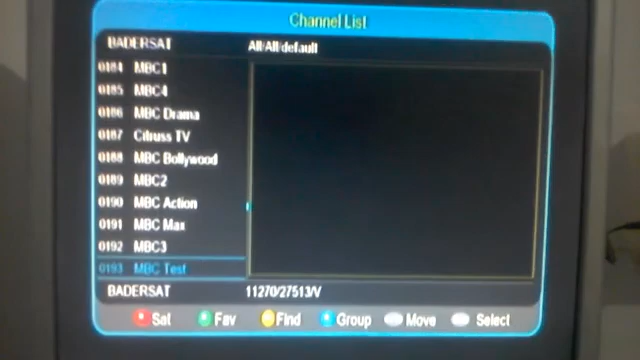 Channel List
BADERSAT All/All/default
0184 MBC1
0185 MBC4
0186 MBC Drama
0187 Citruss TV
0188 MBC Bollywood
0189 MBC2
0190 MBC Action
0191 MBC Max
0192 MBC3
0193 MBC Test
BADERSAT 11270/27513/V
Sat Fav Find Group Move Select